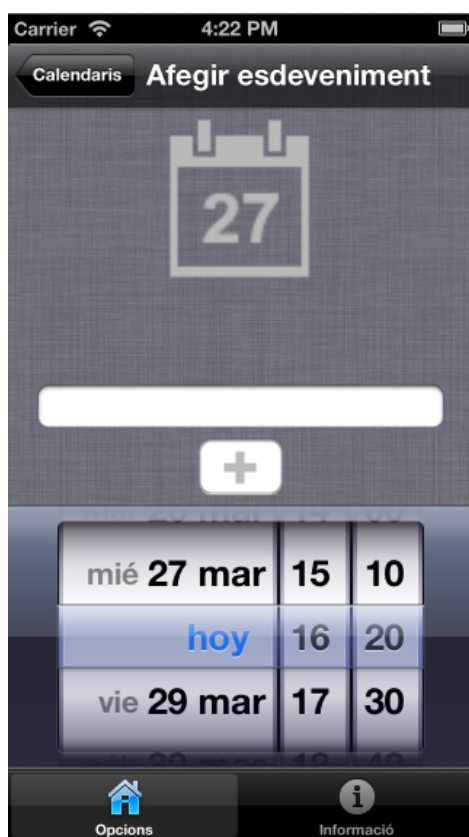 Carrier 4:22 PM
Calendaris Afegir esdeveniment
27
mié 27 mar 15 10
hoy 16 20
vie 29 mar 17 30
Opcions Informació